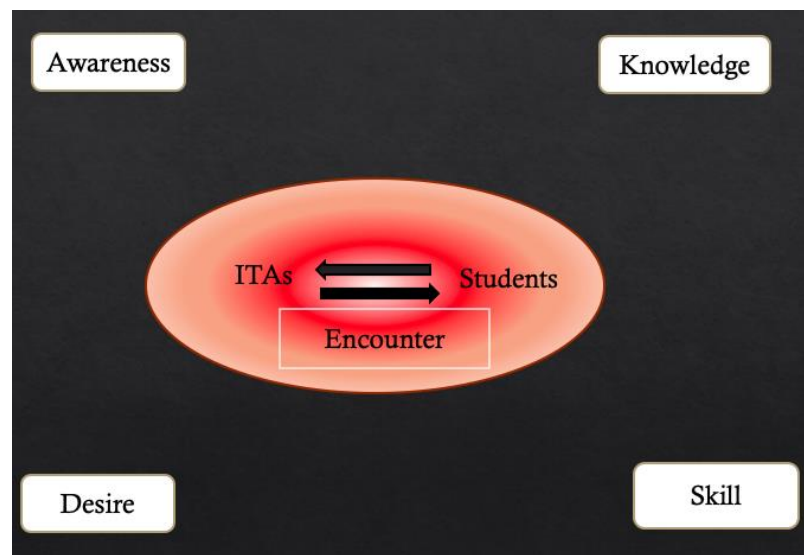 Awareness
Knowledge
ITAs
Students
Encounter
Desire
Skill